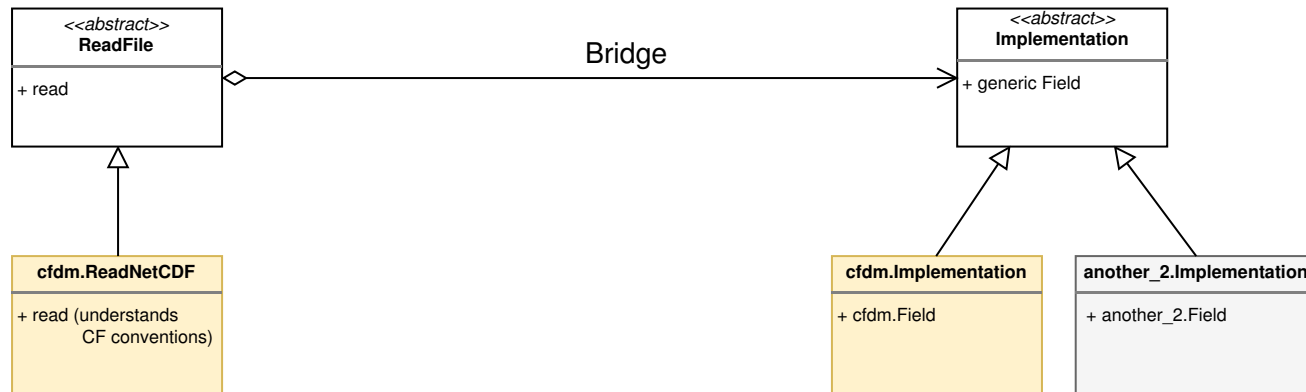 <<abstract>>
ReadFile
+ read
Bridge
<<abstract>>
Implementation
+ generic Field
cfdm.ReadNetCDF
+ read (understands
CF conventions)
cfdm.Implementation
+ cfdm.Field
another_2.Implementation
+ another_2.Field